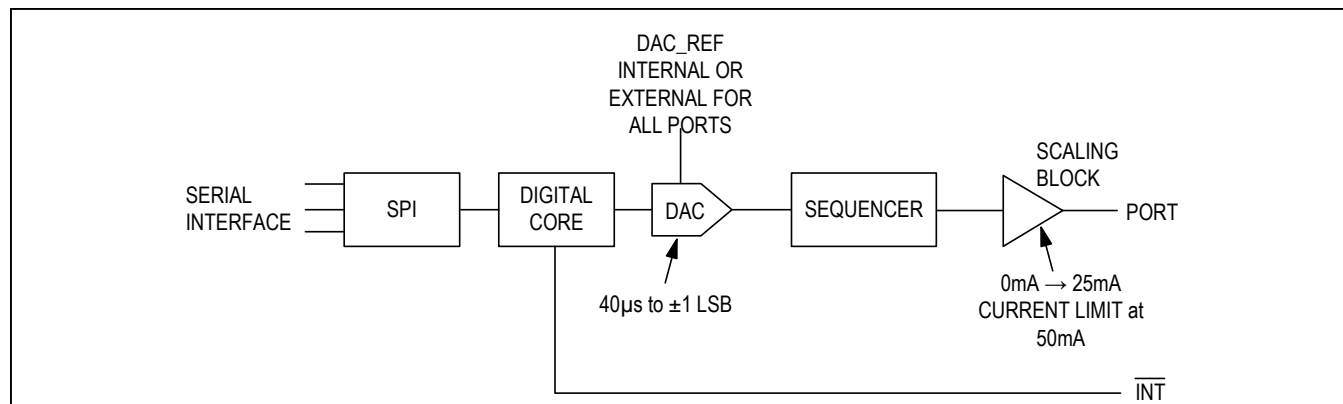 DAC_REF
INTERNAL OR
EXTERNAL FOR
ALL PORTS
SCALING
BLOCK
SERIAL
INTERFACE
SPI
DIGITAL
CORE
DAC
SEQUENCER
PORT
40µs to ±1 LSB
0mA → 25mA
CURRENT LIMIT at
50mA
INT